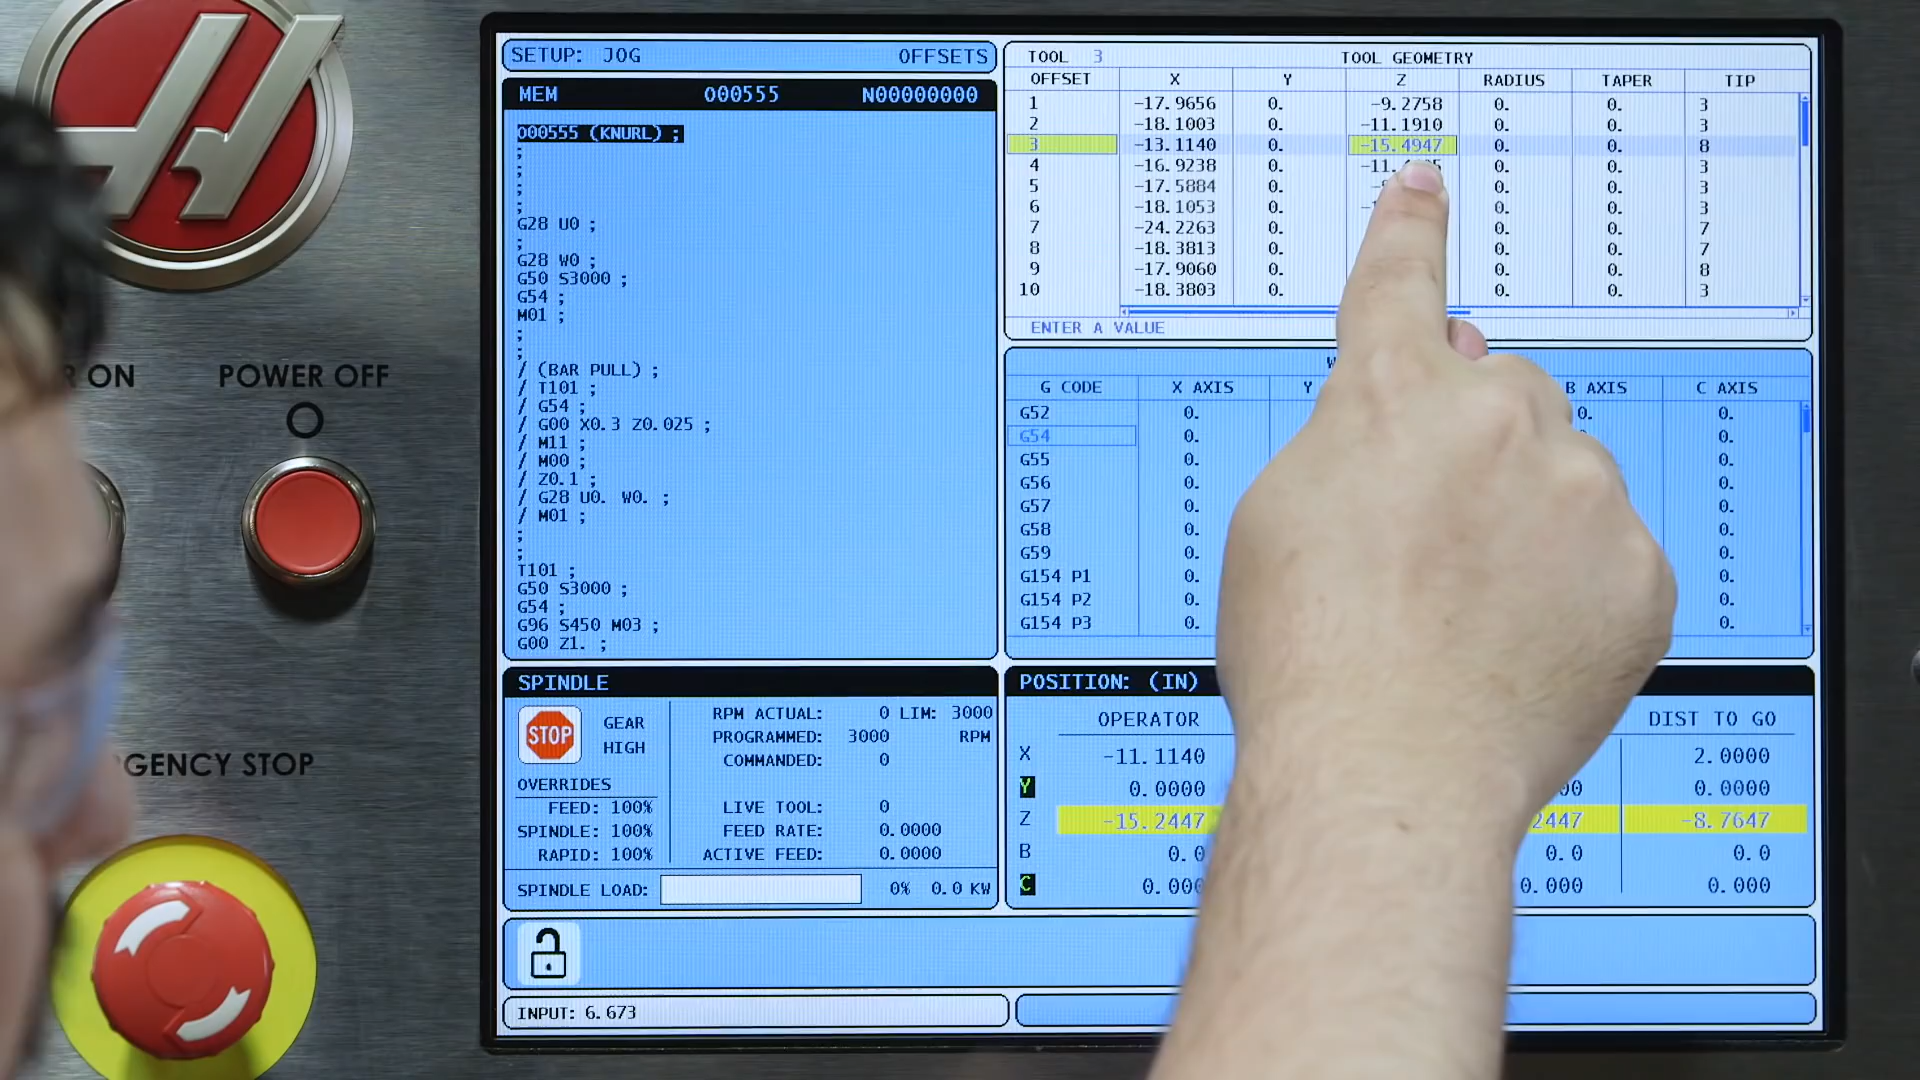 SETUP: JOG OFFSETS
MEM O00555 N00000000
O00555 (KNURL) ;
;
;
;
;
G28 U0 ;
;
G28 W0 ;
G50 S3000 ;
G54 ;
M01 ;
;
;
/ (BAR PULL) ;
/ T101 ;
/ G54 ;
/ G00 X0.3 Z0.025 ;
/ M11 ;
/ M00 ;
/ Z0.1 ;
/ G28 U0. W0. ;
/ M01 ;
;
;
T101 ;
G50 S3000 ;
G54 ;
G96 S450 M03 ;
G00 Z1. ;
TOOL 3 TOOL GEOMETRY
OFFSET X Y Z RADIUS TAPER TIP
1 -17.9656 0. -9.2758 0. 0. 3
2 -18.1003 0. -11.1910 0. 0. 3
3 -13.1140 0. -15.4947 0. 0. 8
4 -16.9238 0. 0. 0. 3
5 -17.5884 0. 0. 0. 3
6 -18.1053 0. 0. 0. 3
7 -24.2263 0. 0. 0. 7
8 -18.3813 0. 0. 0. 7
9 -17.9060 0. 0. 0. 8
10 -18.3803 0. 0. 0. 3
ENTER A VALUE
G CODE X AXIS Y B AXIS C AXIS
G52 0. 0. 0.
G54 0. 0.
G55 0. 0.
G56 0. 0.
G57 0. 0.
G58 0. 0.
G59 0. 0.
G154 P1 0. 0.
G154 P2 0. 0.
G154 P3 0. 0.
SPINDLE
STOP
GEAR
HIGH
OVERRIDES
FEED: 100%
SPINDLE: 100%
RAPID: 100%
RPM ACTUAL: 0 LIM: 3000
PROGRAMMED: 3000 RPM
COMMANDED: 0
LIVE TOOL: 0
FEED RATE: 0.0000
ACTIVE FEED: 0.0000
SPINDLE LOAD: 0% 0.0 KW
POSITION: (IN)
OPERATOR DIST TO GO
X -11.1140 2.0000
Y 0.0000 0.0000
Z -15.2447 -8.7647
B 0.0 0.0 0.0
C 0.000 0.000 0.000
INPUT: 6.673
ON
POWER OFF
STOP